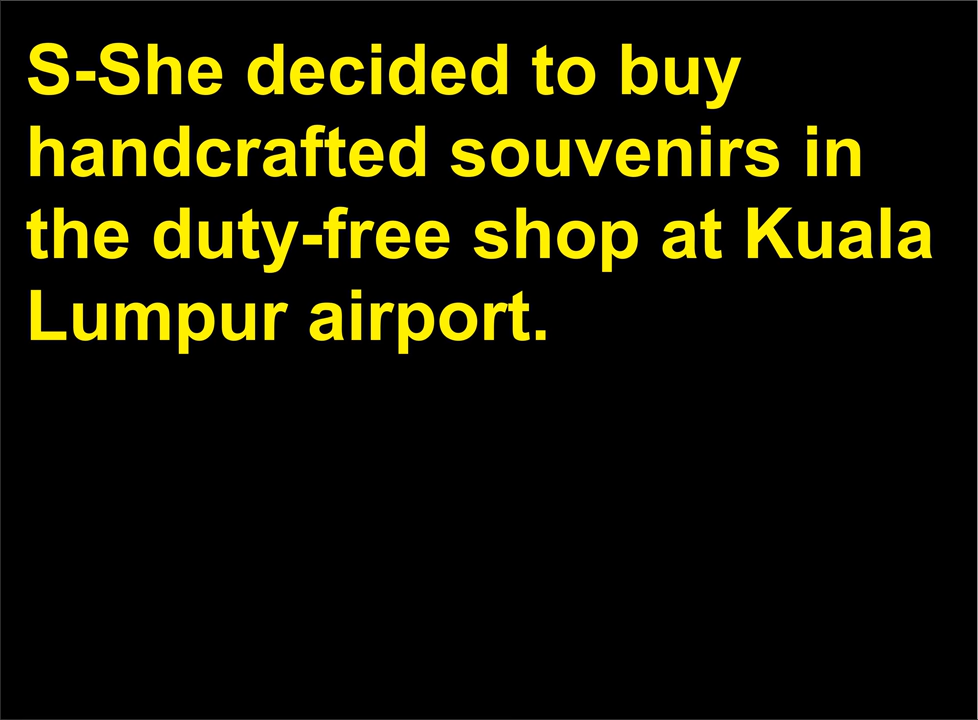 S-She decided to buy
handcrafted souvenirs in
the duty-free shop at Kuala
Lumpur airport.